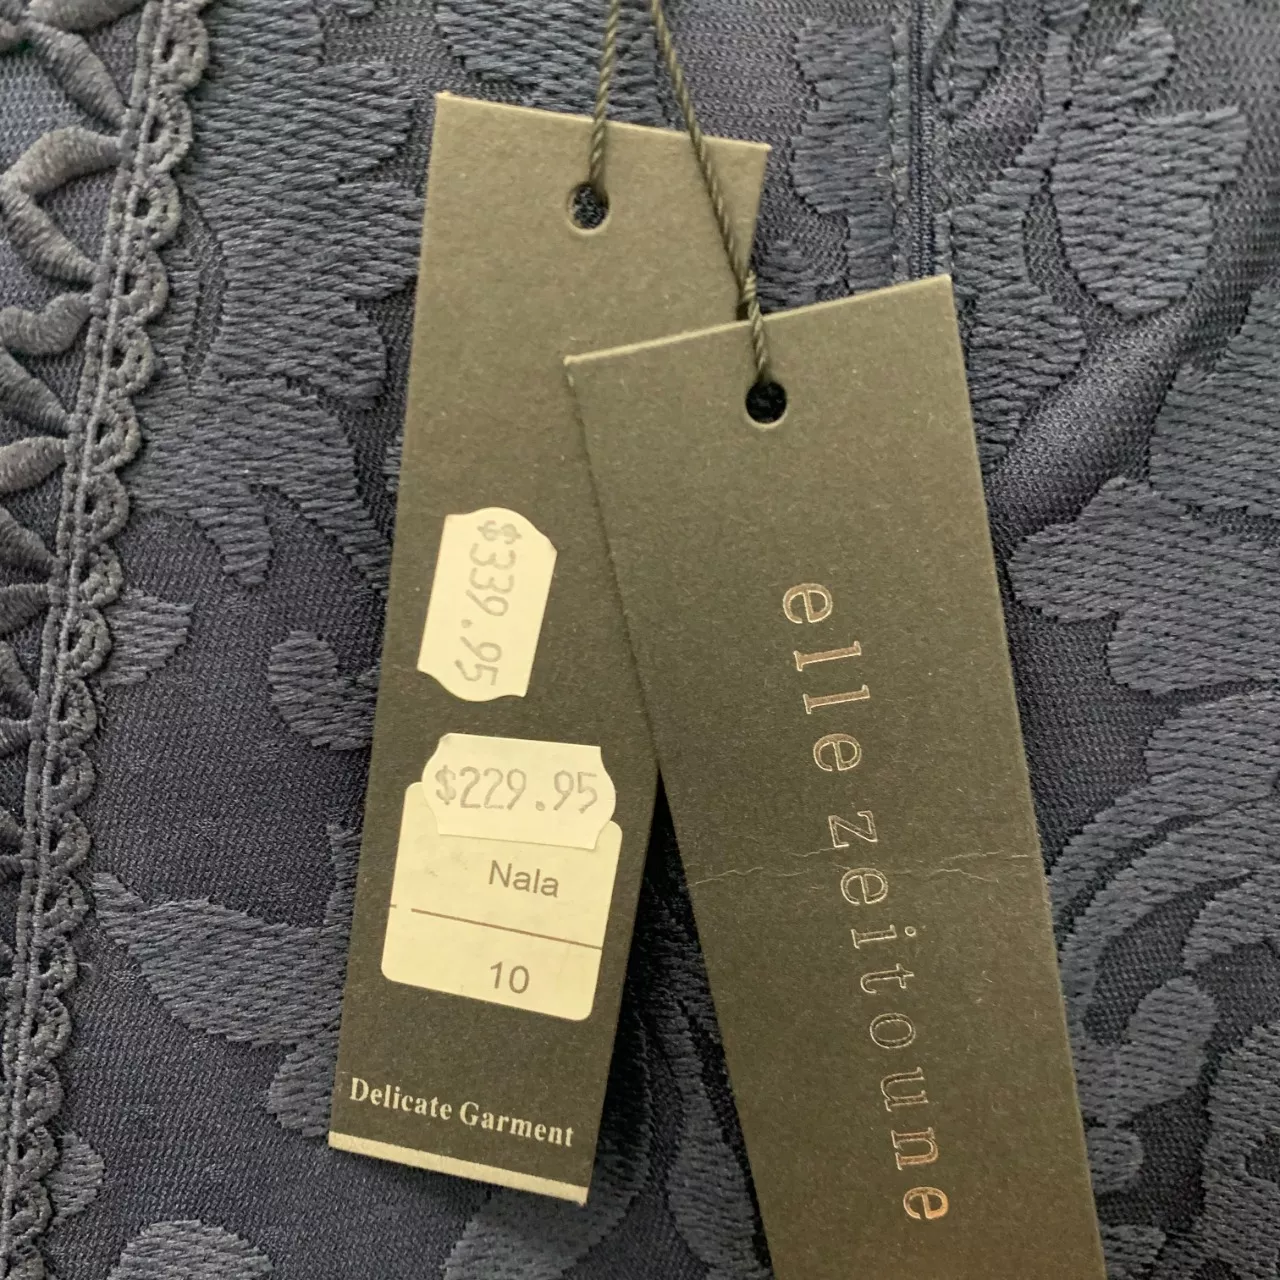 $339.95
$229.95
Nala
10
Delicate Garment
elle zeitoune